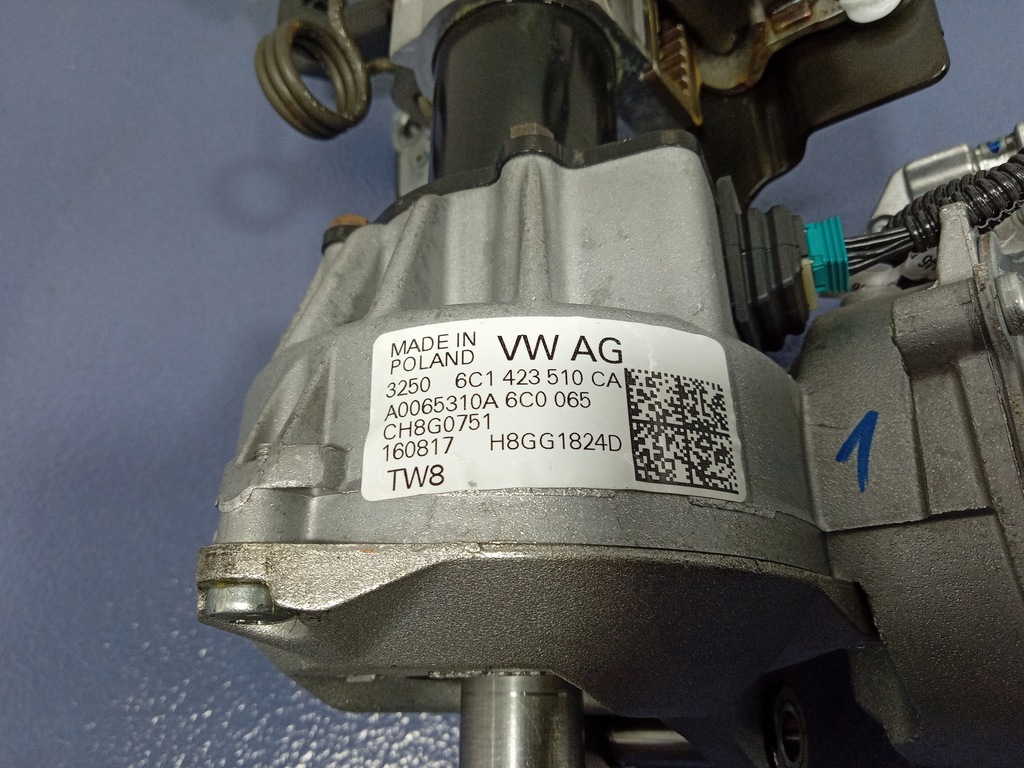 MADE IN
POLAND VW AG
3250 6C1 423 510 CA
A0065310A 6C0 065
CH8G0751
160817 H8GG1824D
TW8
1